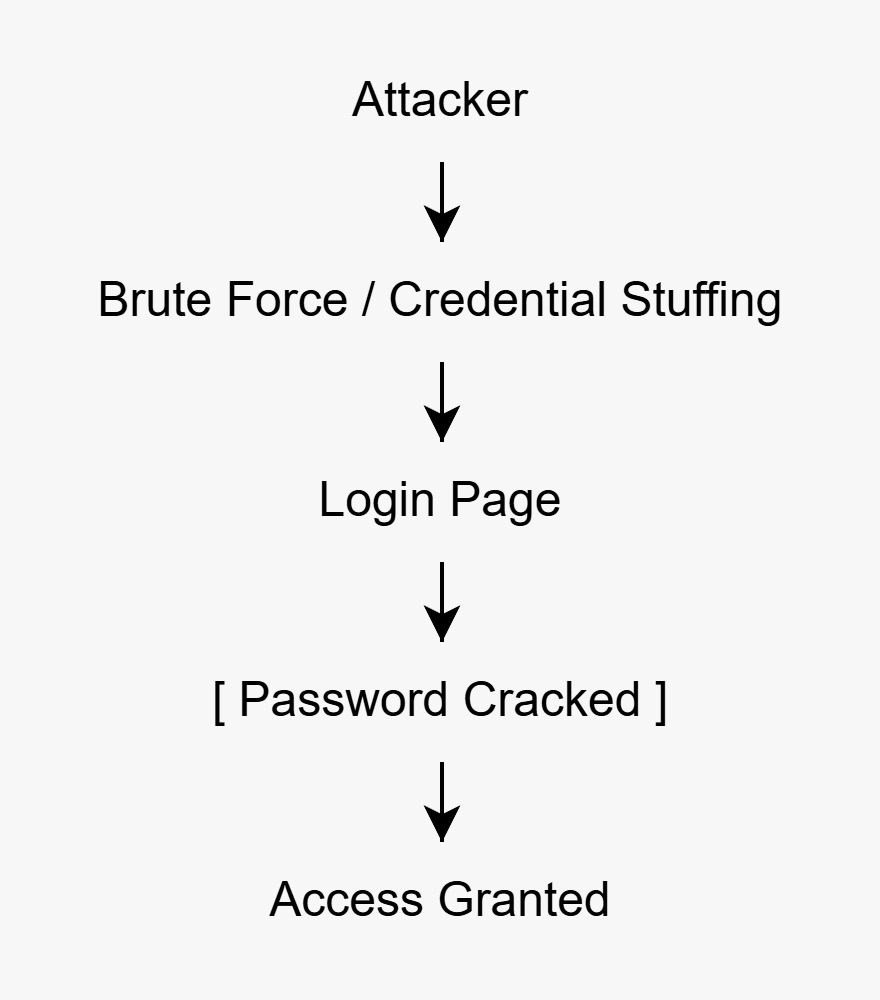 Attacker
Brute Force / Credential Stuffing
Login Page
[ Password Cracked ]
Access Granted